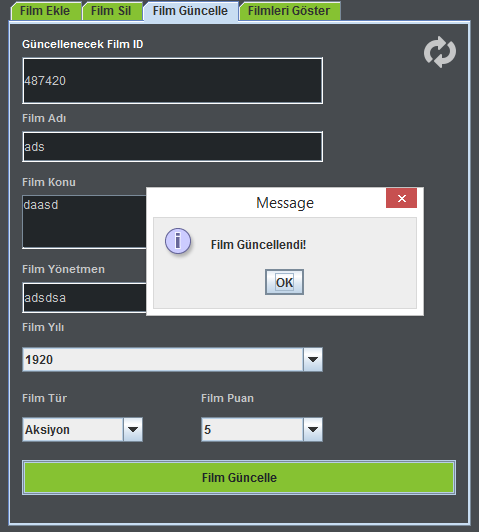 Film Ekle
Film Sil
Film Güncelle
Filmleri Göster
Güncellenecek Film ID
487420
Film Adı
ads
Film Konu
daasd
Message
Film Güncellendi!
OK
Film Yönetmen
adsdsa
Film Yılı
1920
Film Tür
Film Puan
Aksiyon
5
Film Güncelle